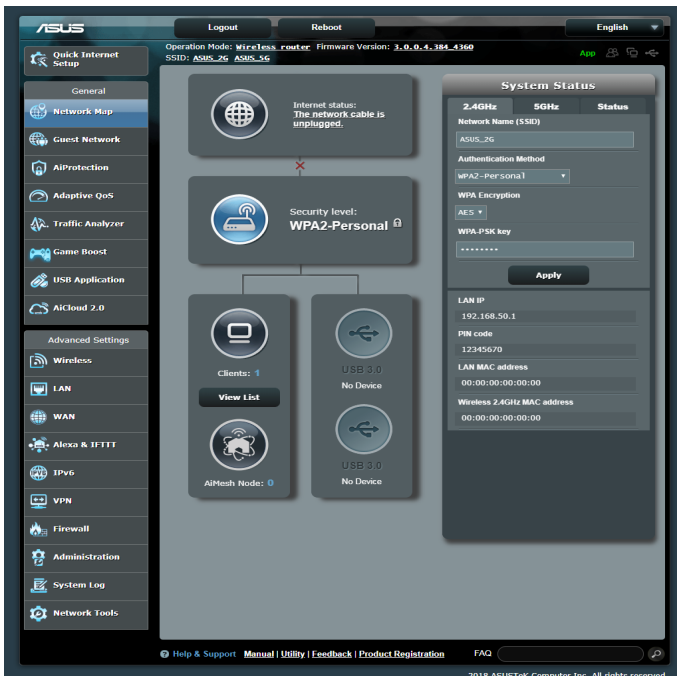 ASUS
Logout
Reboot
English
Quick Internet
Setup
Operation Mode: Wireless router Firmware Version: 3.0.0.4.384_4360
SSID: ASUS_2G ASUS_5G
App
General
Network Map
Guest Network
AiProtection
Adaptive QoS
Traffic Analyzer
Game Boost
USB Application
AiCloud 2.0
Advanced Settings
Wireless
LAN
WAN
Alexa & IFTTT
IPv6
VPN
Firewall
Administration
System Log
Network Tools
Internet status:
The network cable is
unplugged.
Security level:
WPA2-Personal
Clients: 1
View List
AiMesh Node: 0
USB 3.0
No Device
USB 3.0
No Device
System Status
2.4GHz 5GHz Status
Network Name (SSID)
ASUS_2G
Authentication
Method
WPA2-Personal
WPA Encryption
AES
WPA-PSK key
········
Apply
LAN IP
192.168.50.1
PIN code
12345670
LAN MAC address
00:00:00:00:00:00
Wireless 2.4GHz MAC address
00:00:00:00:00:00
Help & Support Manual | Utility | Feedback | Product Registration
FAQ
2018 ASUSTeK Computer Inc. All rights reserved